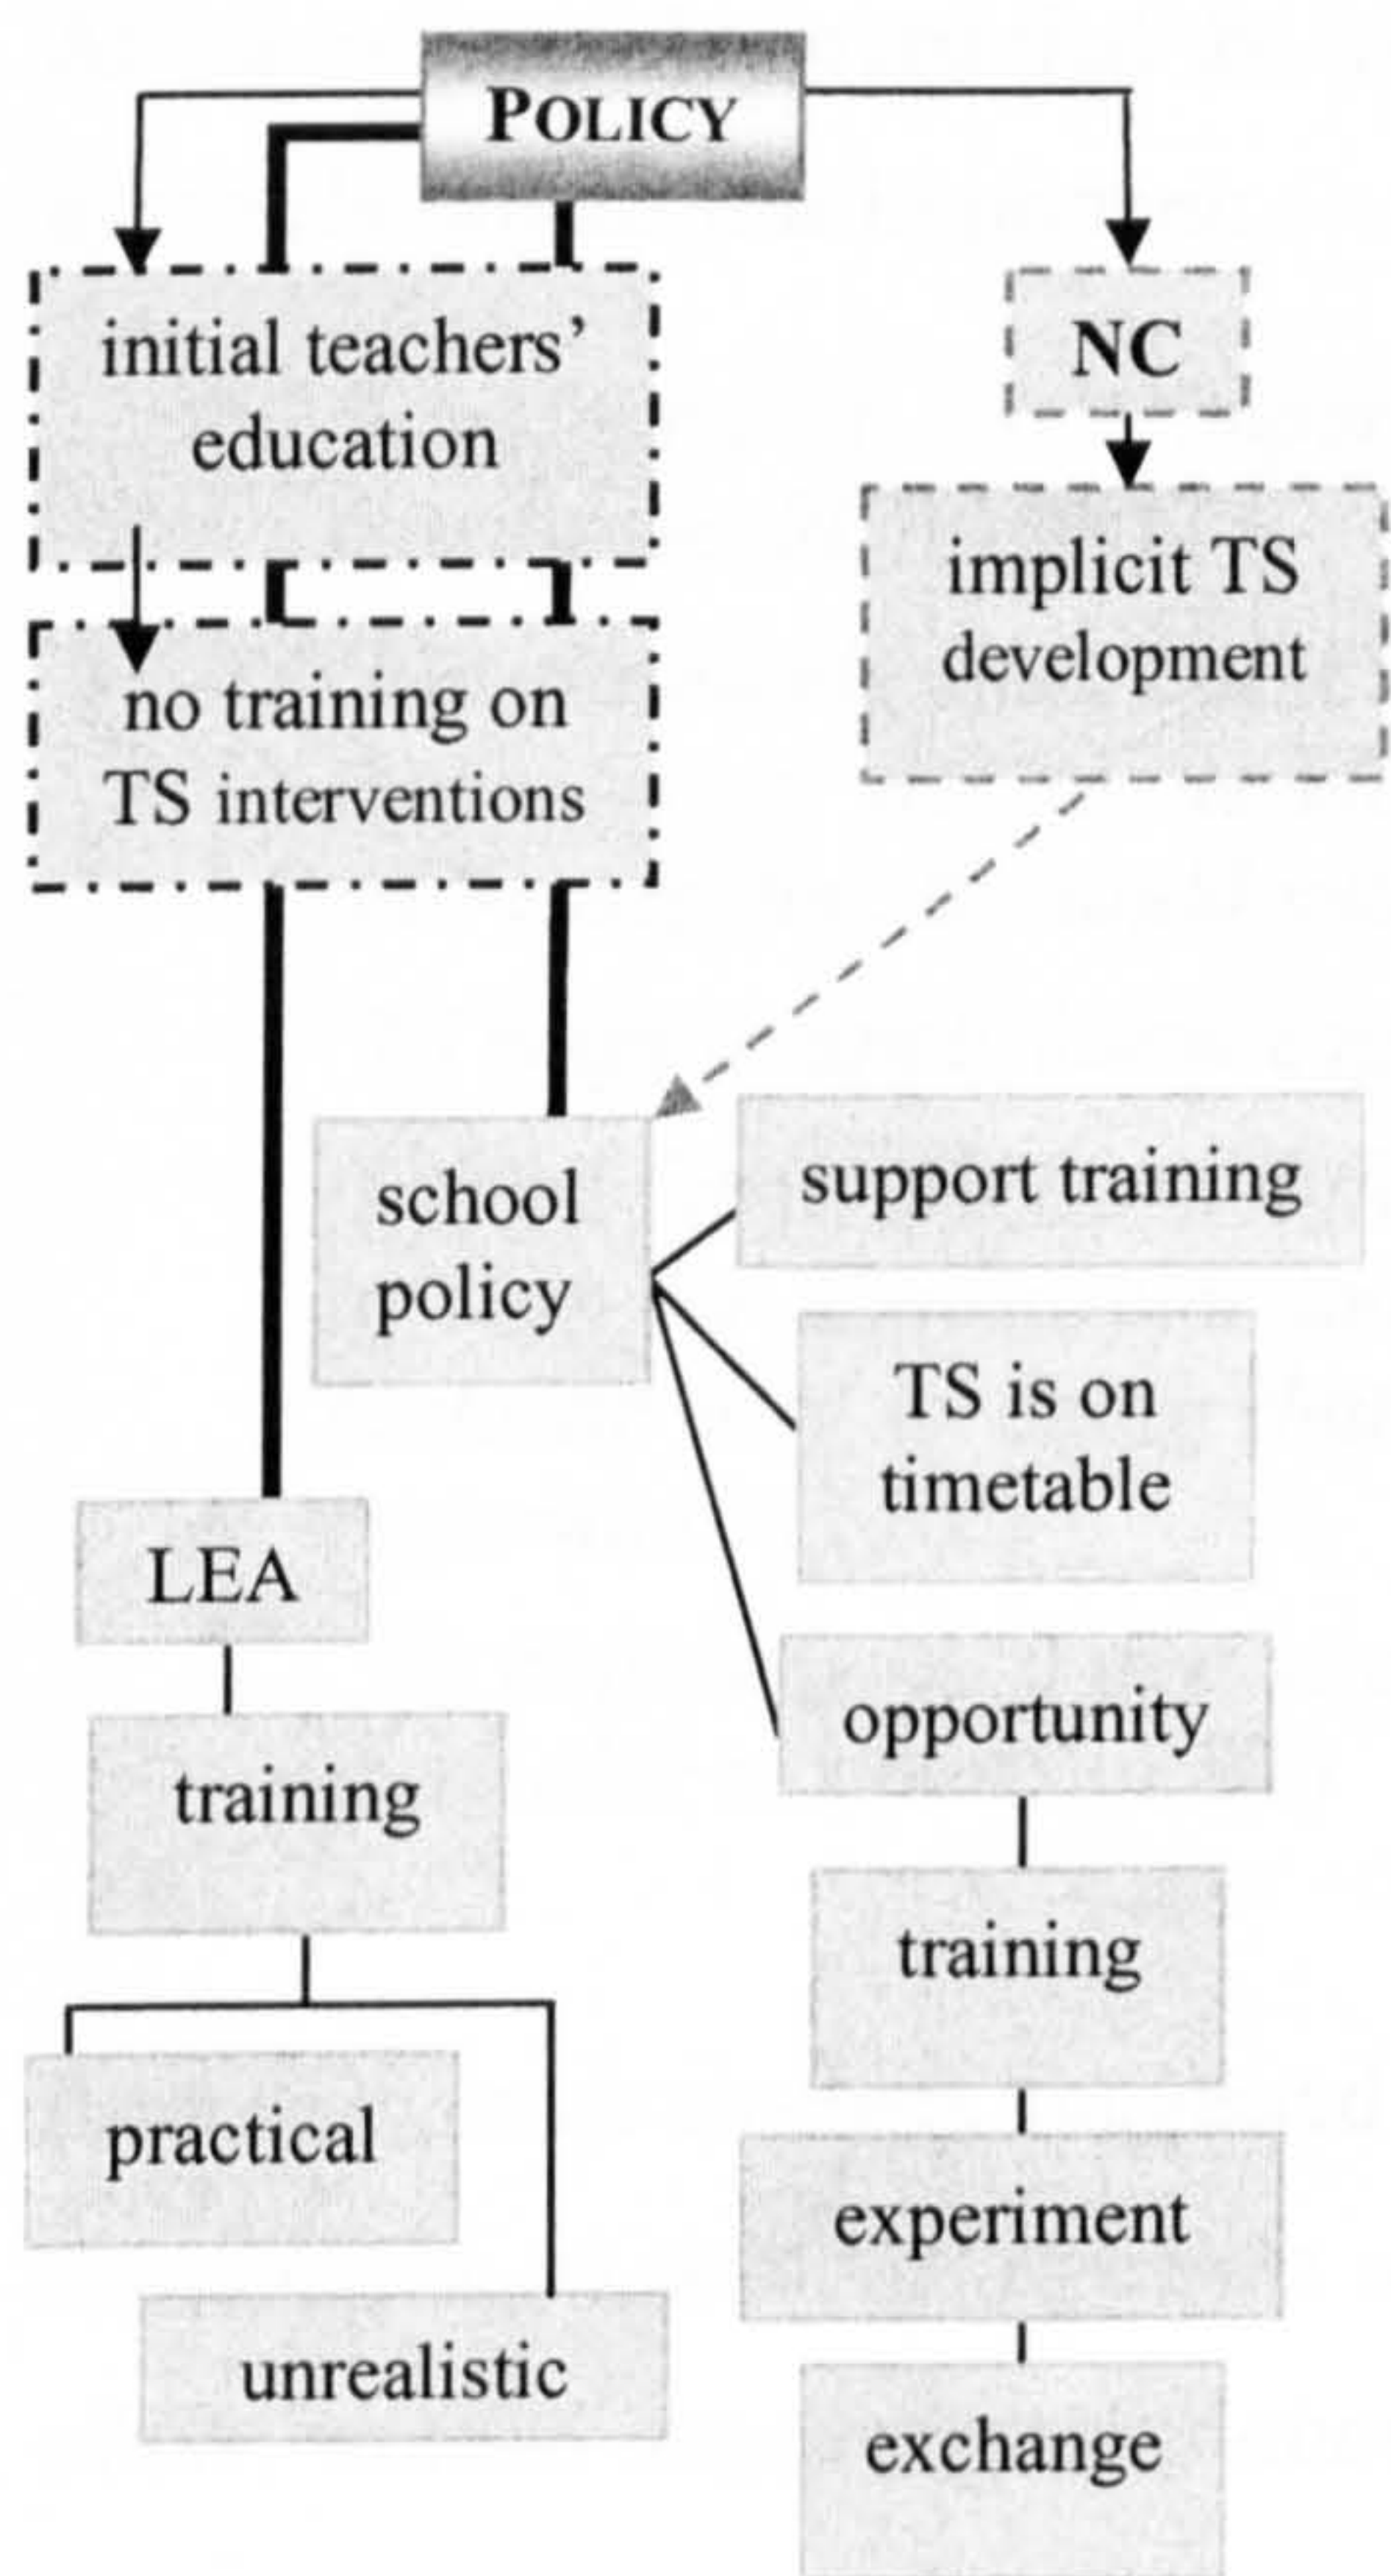 POLICY
initial teachers'
education
NC
implicit TS
development
no training on
TS interventions
school
policy
support training
TS is on
timetable
LEA
opportunity
training
training
practical
experiment
unrealistic
exchange